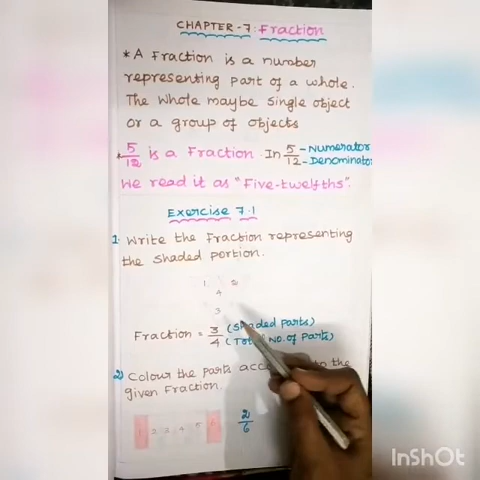 CHAPTER-7: Fraction
* A Fraction is a number
representing part of a whole.
The whole maybe single object
or a group of objects
5/12 is a Fraction. In 5/12 - Numerator
- Denominator
We read it as "Five-twelfths".
Exercise 7.1
1. Write the Fraction representing
the shaded portion.
1 2
4
3
Fraction = 3/4 (Shaded parts)
(Total No. of parts)
2) Colour the parts the
given Fraction.
1 2 3 4 5 6 2/6
InShOt